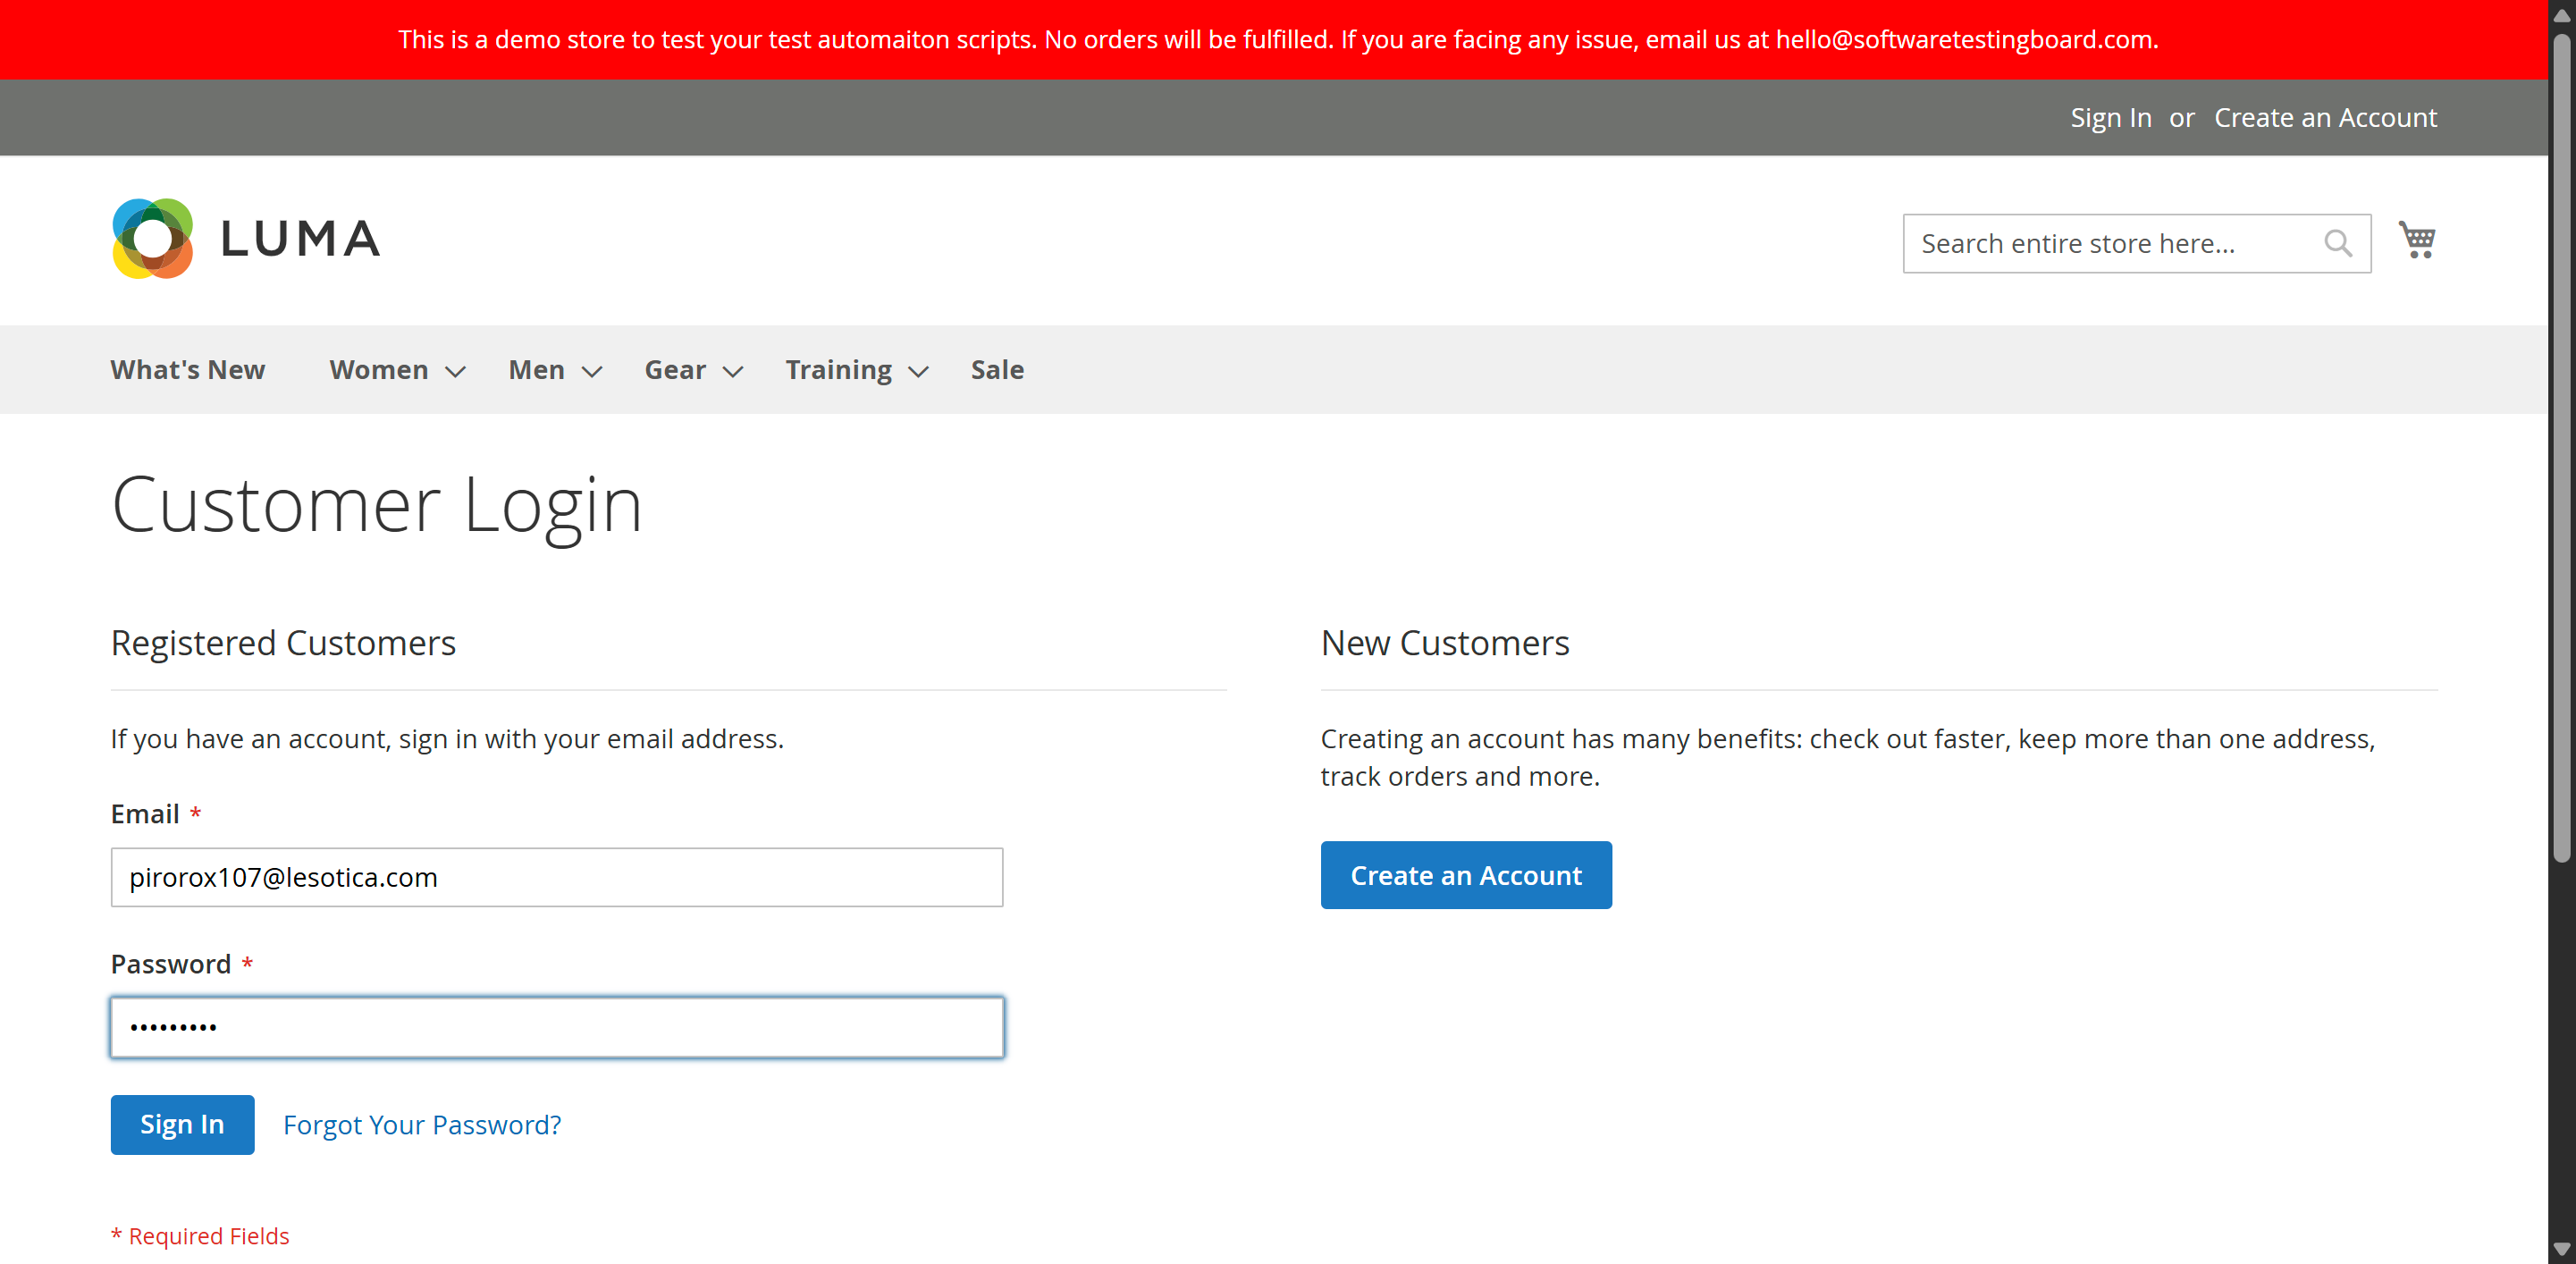 This is a demo store to test your test automaiton scripts. No orders will be fulfilled. If you are facing any issue, email us at hello@softwaretestingboard.com.
Sign In or Create an Account
LUMA
Search entire store here...
What's New Women Men Gear Training Sale
Customer Login
Registered Customers
If you have an account, sign in with your email address.
Email *
pirorox107@lesotica.com
Password *
•••••••••
Sign In Forgot Your Password?
* Required Fields
New Customers
Creating an account has many benefits: check out faster, keep more than one address,
track orders and more.
Create an Account